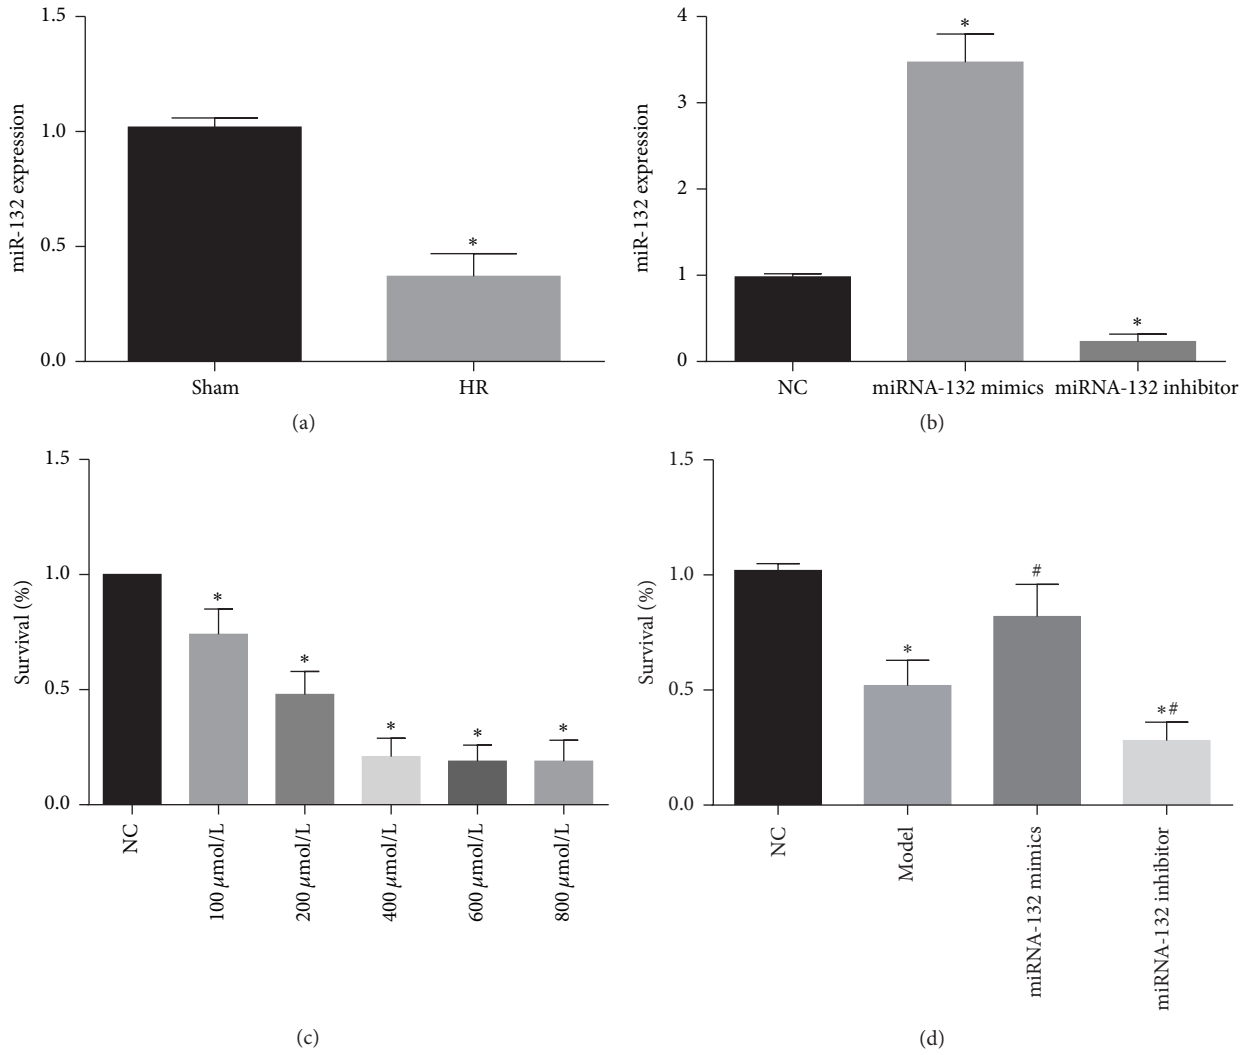 miR-132 expression
1.5
1.0
0.5
0.0
*
Sham
HR
(a)
miR-132 expression
4
3
2
1
0
*
*
NC
miRNA-132 mimics
miRNA-132 inhibitor
(b)
Survival (%)
1.5
1.0
0.5
0.0
*
*
*
*
*
NC
100 μmol/L
200 μmol/L
400 μmol/L
600 μmol/L
800 μmol/L
(c)
Survival (%)
1.5
1.0
0.5
0.0
*
#
*#
NC
Model
miRNA-132 mimics
miRNA-132 inhibitor
(d)